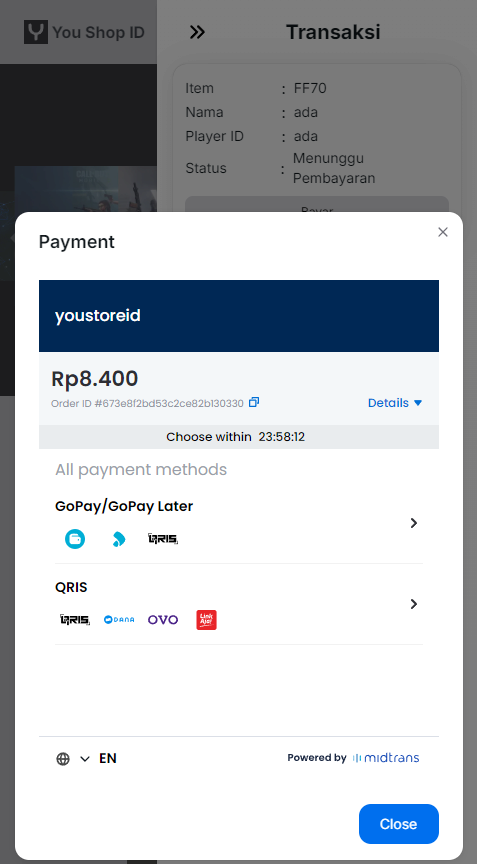 You Shop ID
Transaksi
Item : FF70
Nama : ada
Player ID : ada
Status : Menunggu
Pembayaran
Bayar
Payment
youstoreid
Rp8.400
Order ID #673e8f2bd53c2ce82b130330
Details
Choose within 23:58:12
All payment methods
GoPay/GoPay Later
QRIS
QRIS
QRIS DANA OVO LinkAja!
EN
Powered by midtrans
Close